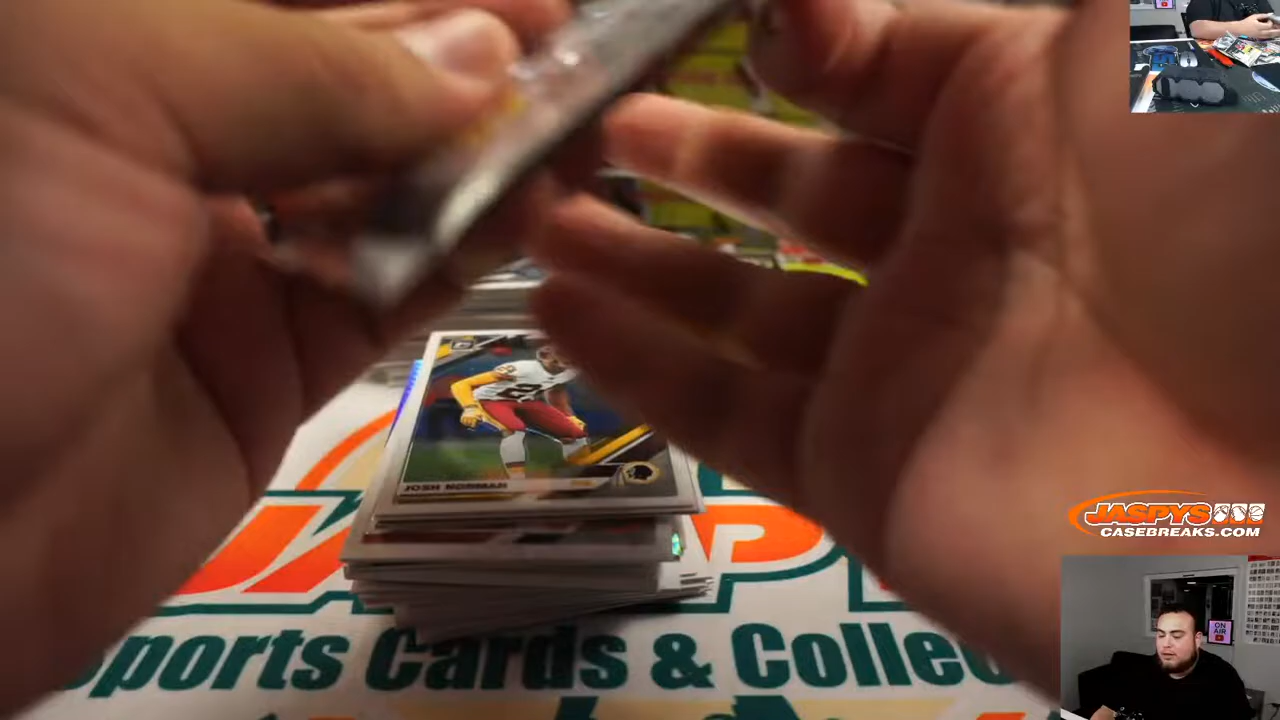 JOSH NORMAN
JASPYS
CASEBREAKS.COM
ON
AIR
Sports Cards & Collec